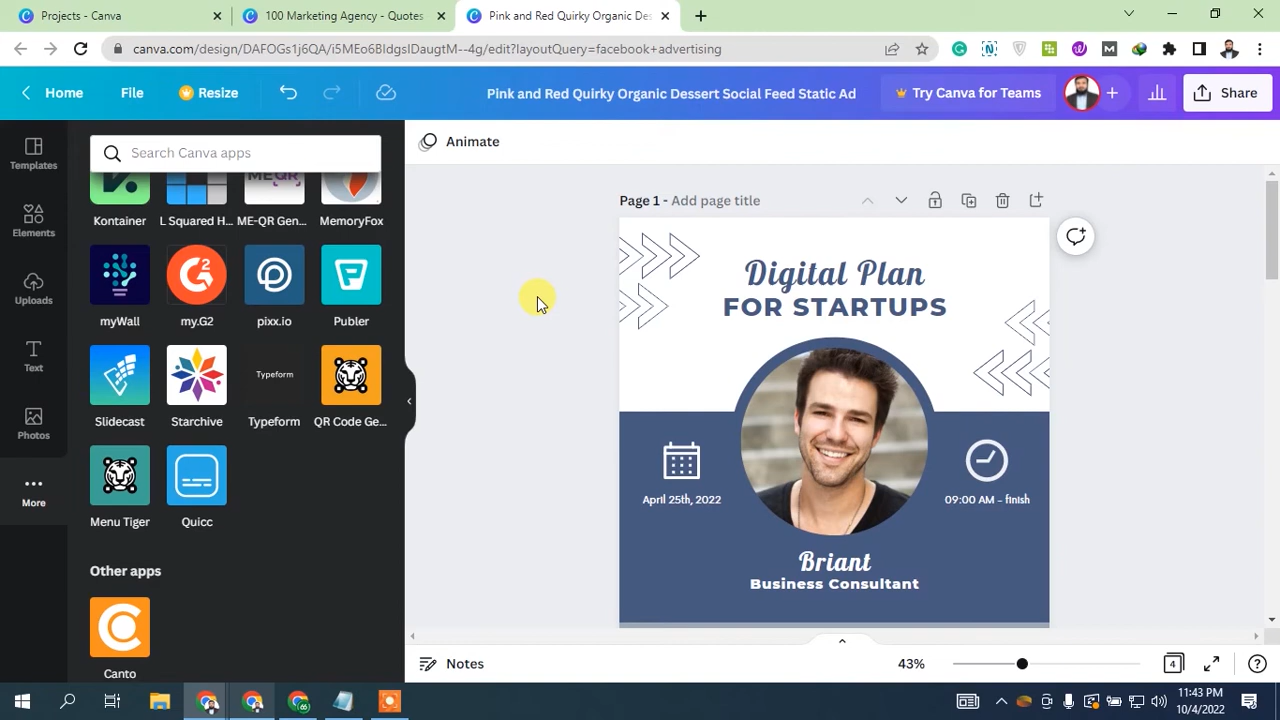 Projects - Canva
100 Marketing Agency - Quotes
Pink and Red Quirky Organic Des
canva.com/design/DAFOGs1j6QA/i5MEo6BIdgsIDaugtM--4g/edit?layoutQuery=facebook+advertising
Home
File
Resize
Pink and Red Quirky Organic Dessert Social Feed Static Ad
Try Canva for Teams
Share
Templates
Elements
Uploads
Text
Photos
More
Search Canva apps
Kontainer
L Squared H...
ME-QR Gen...
MemoryFox
myWall
my.G2
pixx.io
Publer
Slidecast
Starchive
Typeform
Typeform
QR Code Ge...
Menu Tiger
Quicc
Other apps
Canto
Animate
Page 1 - Add page title
Digital Plan
FOR STARTUPS
April 25th, 2022
09:00 AM - finish
Briant
Business Consultant
Notes
43%
4
11:43 PM
10/4/2022